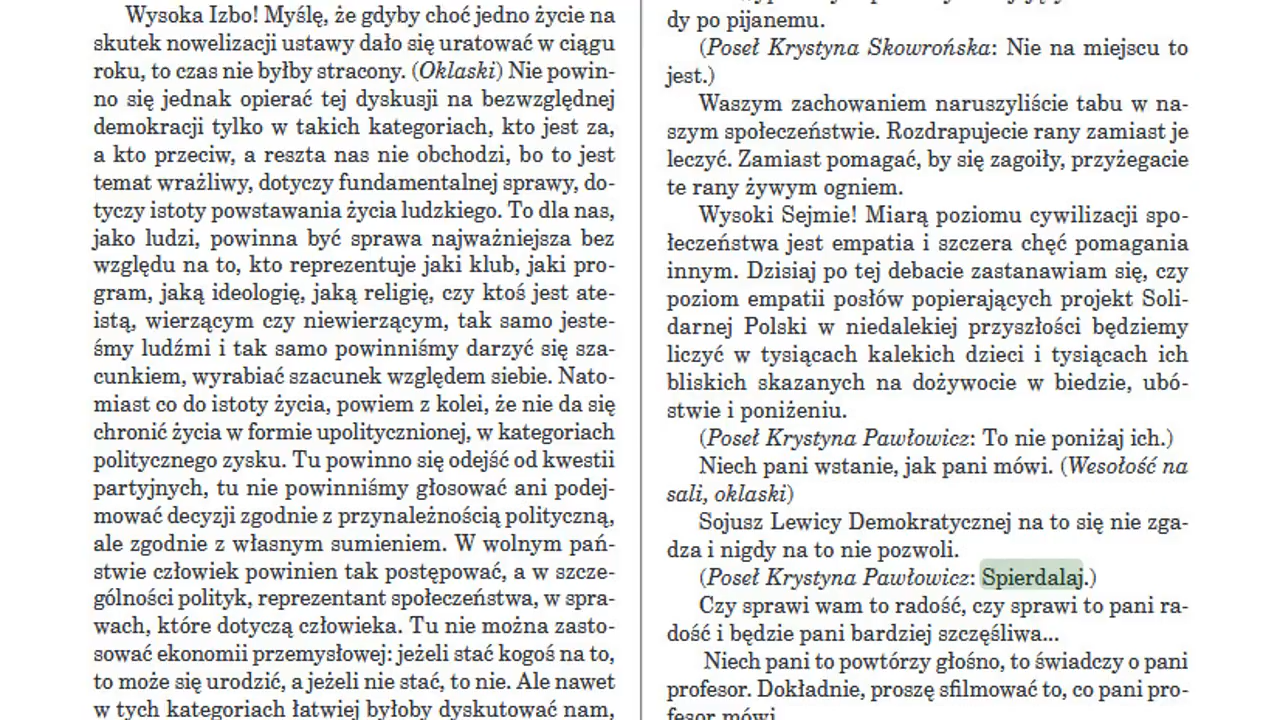 Wysoka Izbo! Myślę, że gdyby choć jedno życie na
skutek nowelizacji ustawy dało się uratować w ciągu
roku, to czas nie byłby stracony. (Oklaski) Nie powin-
no się jednak opierać tej dyskusji na bezwzględnej
demokracji tylko w takich kategoriach, kto jest za,
a kto przeciw, a reszta nas nie obchodzi, bo to jest
temat wrażliwy, dotyczy fundamentalnej sprawy, do-
tyczy istoty powstawania życia ludzkiego. To dla nas,
jako ludzi, powinna być sprawa najważniejsza bez
względu na to, kto reprezentuje jaki klub, jaki pro-
gram, jaką ideologię, jaką religię, czy ktoś jest ate-
istą, wierzącym czy niewierzącym, tak samo jeste-
śmy ludźmi i tak samo powinniśmy darzyć się sza-
cunkiem, wyrabiać szacunek względem siebie. Nato-
miast co do istoty życia, powiem z kolei, że nie da się
chronić życia w formie upolitycznionej, w kategoriach
politycznego zysku. Tu powinno się odejść od kwestii
partyjnych, tu nie powinniśmy głosować ani podej-
mować decyzji zgodnie z przynależnością polityczną,
ale zgodnie z własnym sumieniem. W wolnym pań-
stwie człowiek powinien tak postępować, a w szcze-
gólności polityk, reprezentant społeczeństwa, w spra-
wach, które dotyczą człowieka. Tu nie można zasto-
sować ekonomii przemysłowej: jeżeli stać kogoś na to,
to może się urodzić, a jeżeli nie stać, to nie. Ale nawet
w tych kategoriach łatwiej byłoby dyskutować nam,
dy po pijanemu.
(Poseł Krystyna Skowrońska: Nie na miejscu to
jest.)
Waszym zachowaniem naruszyliście tabu w na-
szym społeczeństwie. Rozdrapujecie rany zamiast je
leczyć. Zamiast pomagać, by się zagoiły, przyżegacie
te rany żywym ogniem.
Wysoki Sejmie! Miarą poziomu cywilizacji spo-
łeczeństwa jest empatia i szczera chęć pomagania
innym. Dzisiaj po tej debacie zastanawiam się, czy
poziom empatii posłów popierających projekt Soli-
darnej Polski w niedalekiej przyszłości będziemy
liczyć w tysiącach kalekich dzieci i tysiącach ich
bliskich skazanych na dożywocie w biedzie, ubó-
stwie i poniżeniu.
(Poseł Krystyna Pawłowicz: To nie poniżaj ich.)
Niech pani wstanie, jak pani mówi. (Wesołość na
sali, oklaski)
Sojusz Lewicy Demokratycznej na to się nie zga-
dza i nigdy na to nie pozwoli.
(Poseł Krystyna Pawłowicz: Spierdalaj.)
Czy sprawi wam to radość, czy sprawi to pani ra-
dość i będzie pani bardziej szczęśliwa...
Niech pani to powtórzy głośno, to świadczy o pani
profesor. Dokładnie, proszę sfilmować to, co pani pro-
fesor mówi.